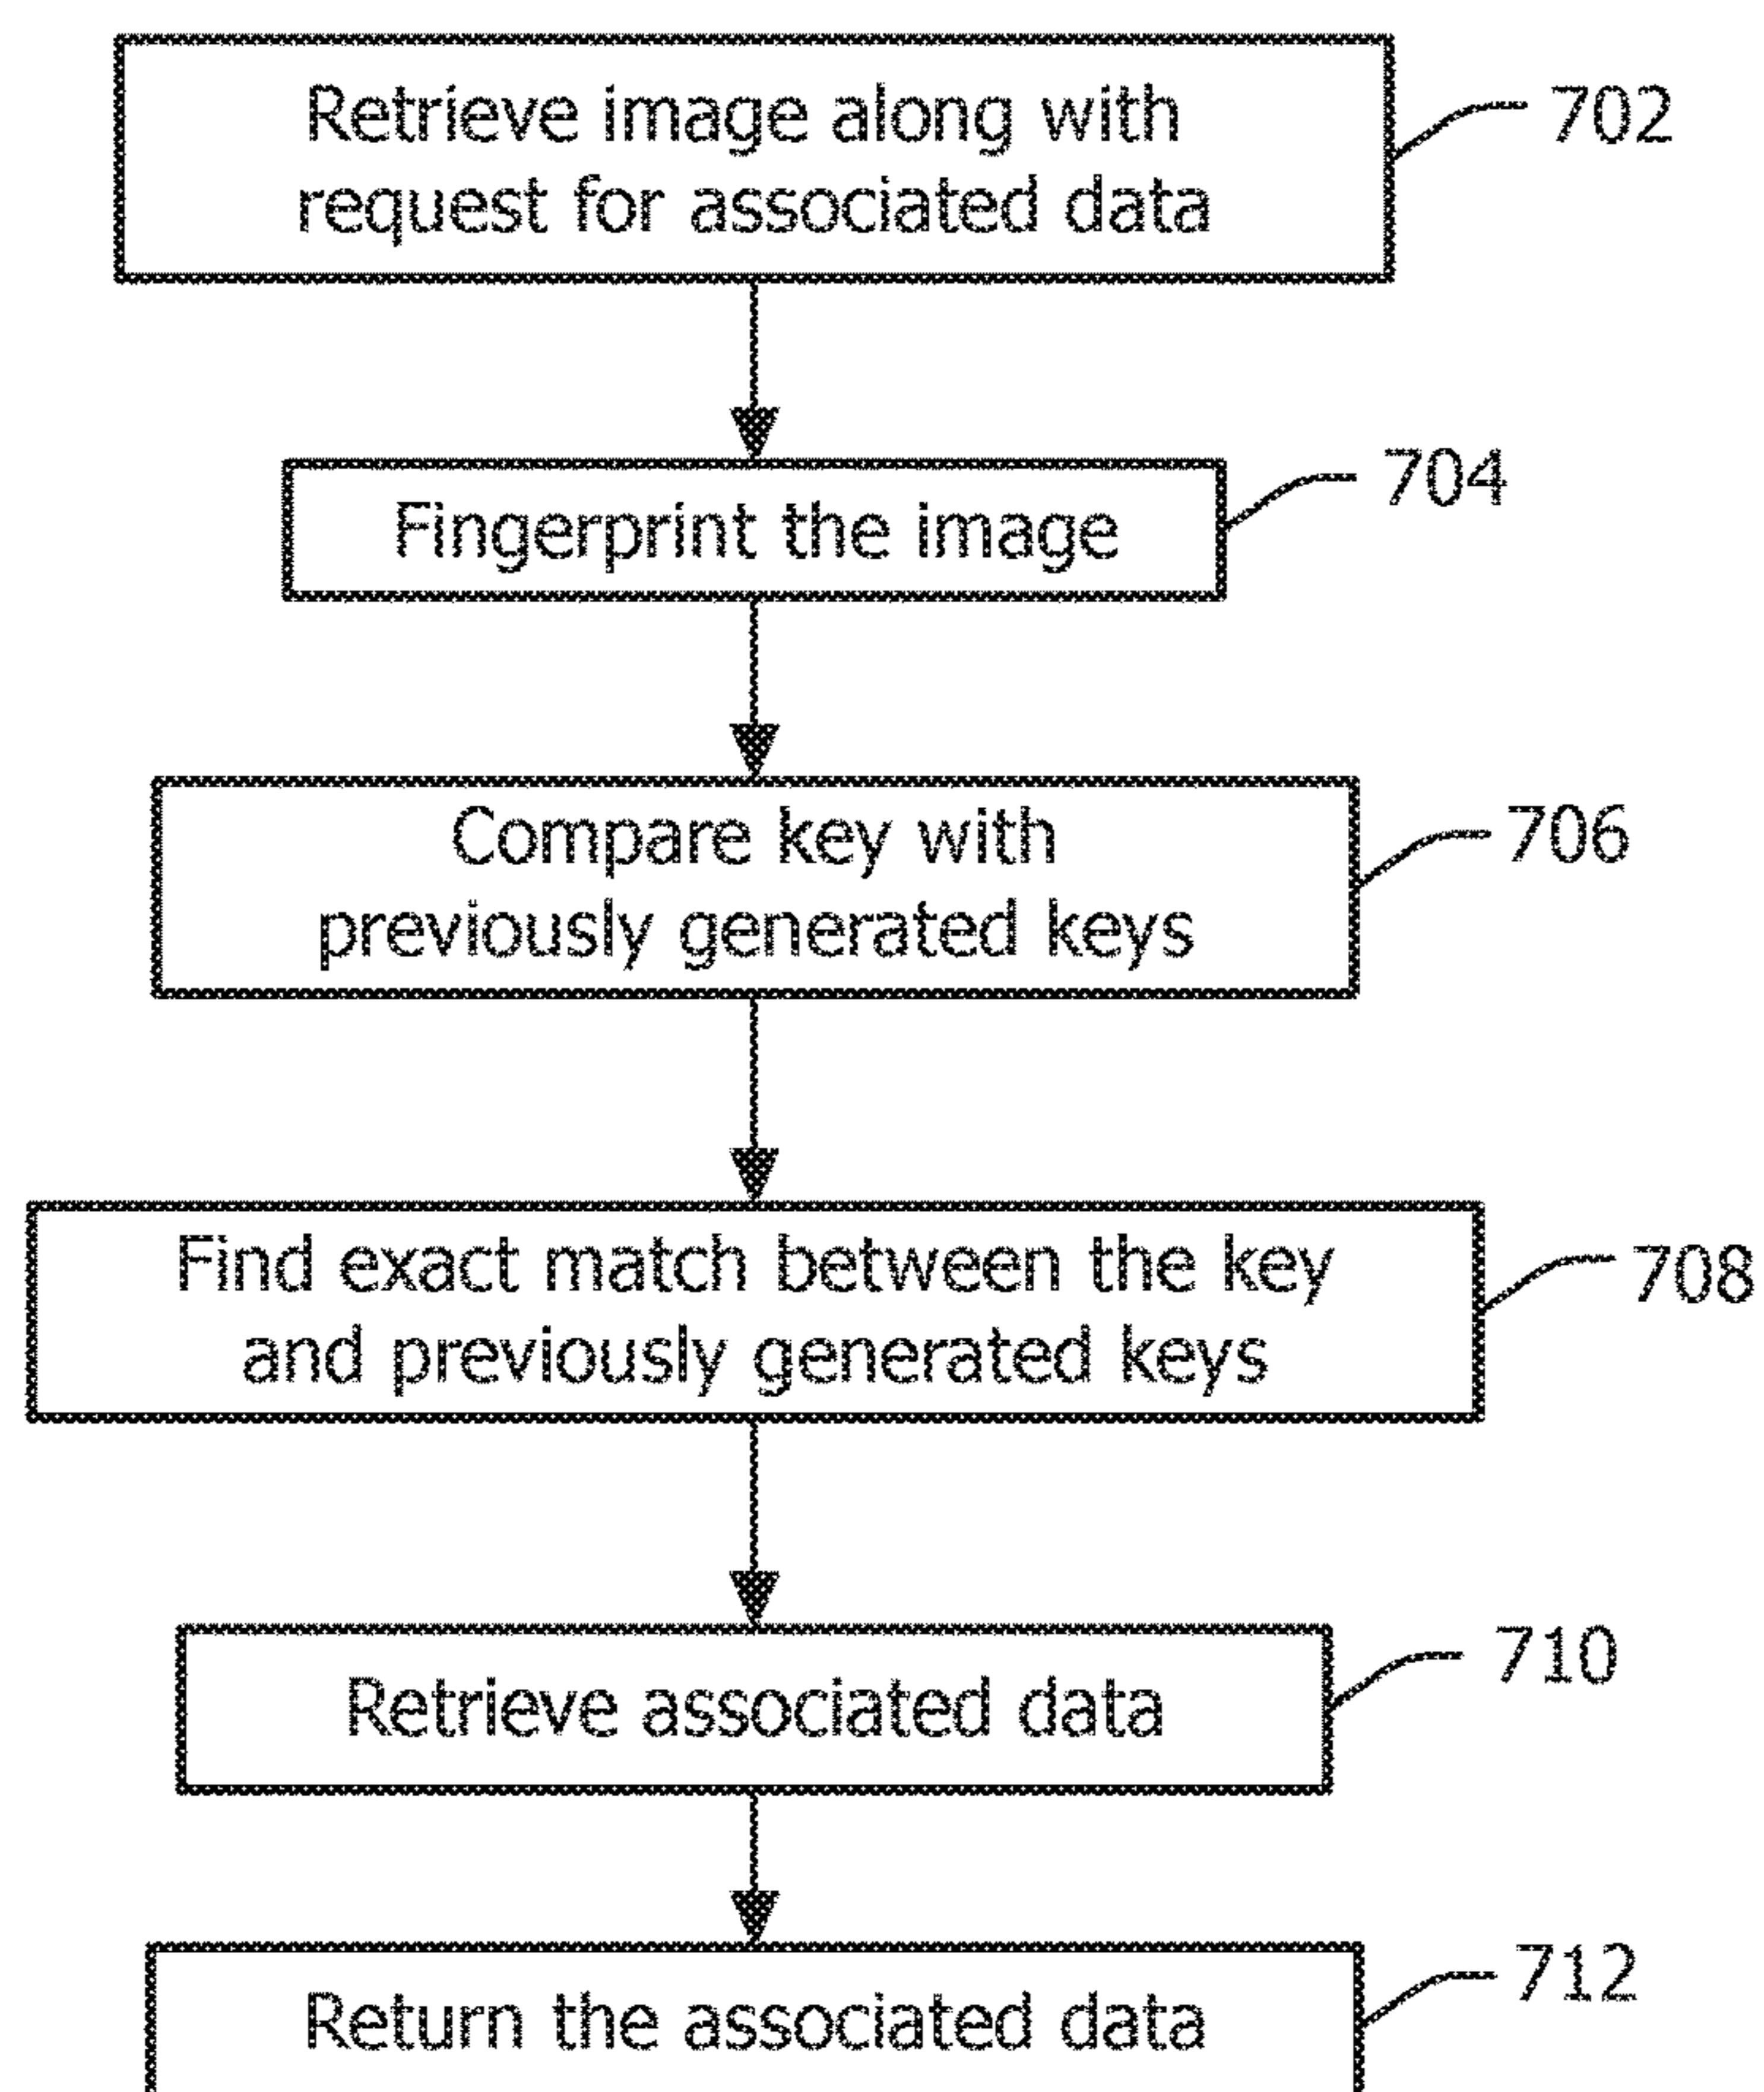 Retrieve image along with
request for associated data
702
Fingerprint the image
704
Compare key with
previously generated keys
706
Find exact match between the key
and previously generated keys
708
Retrieve associated data
710
Return the associated data
712